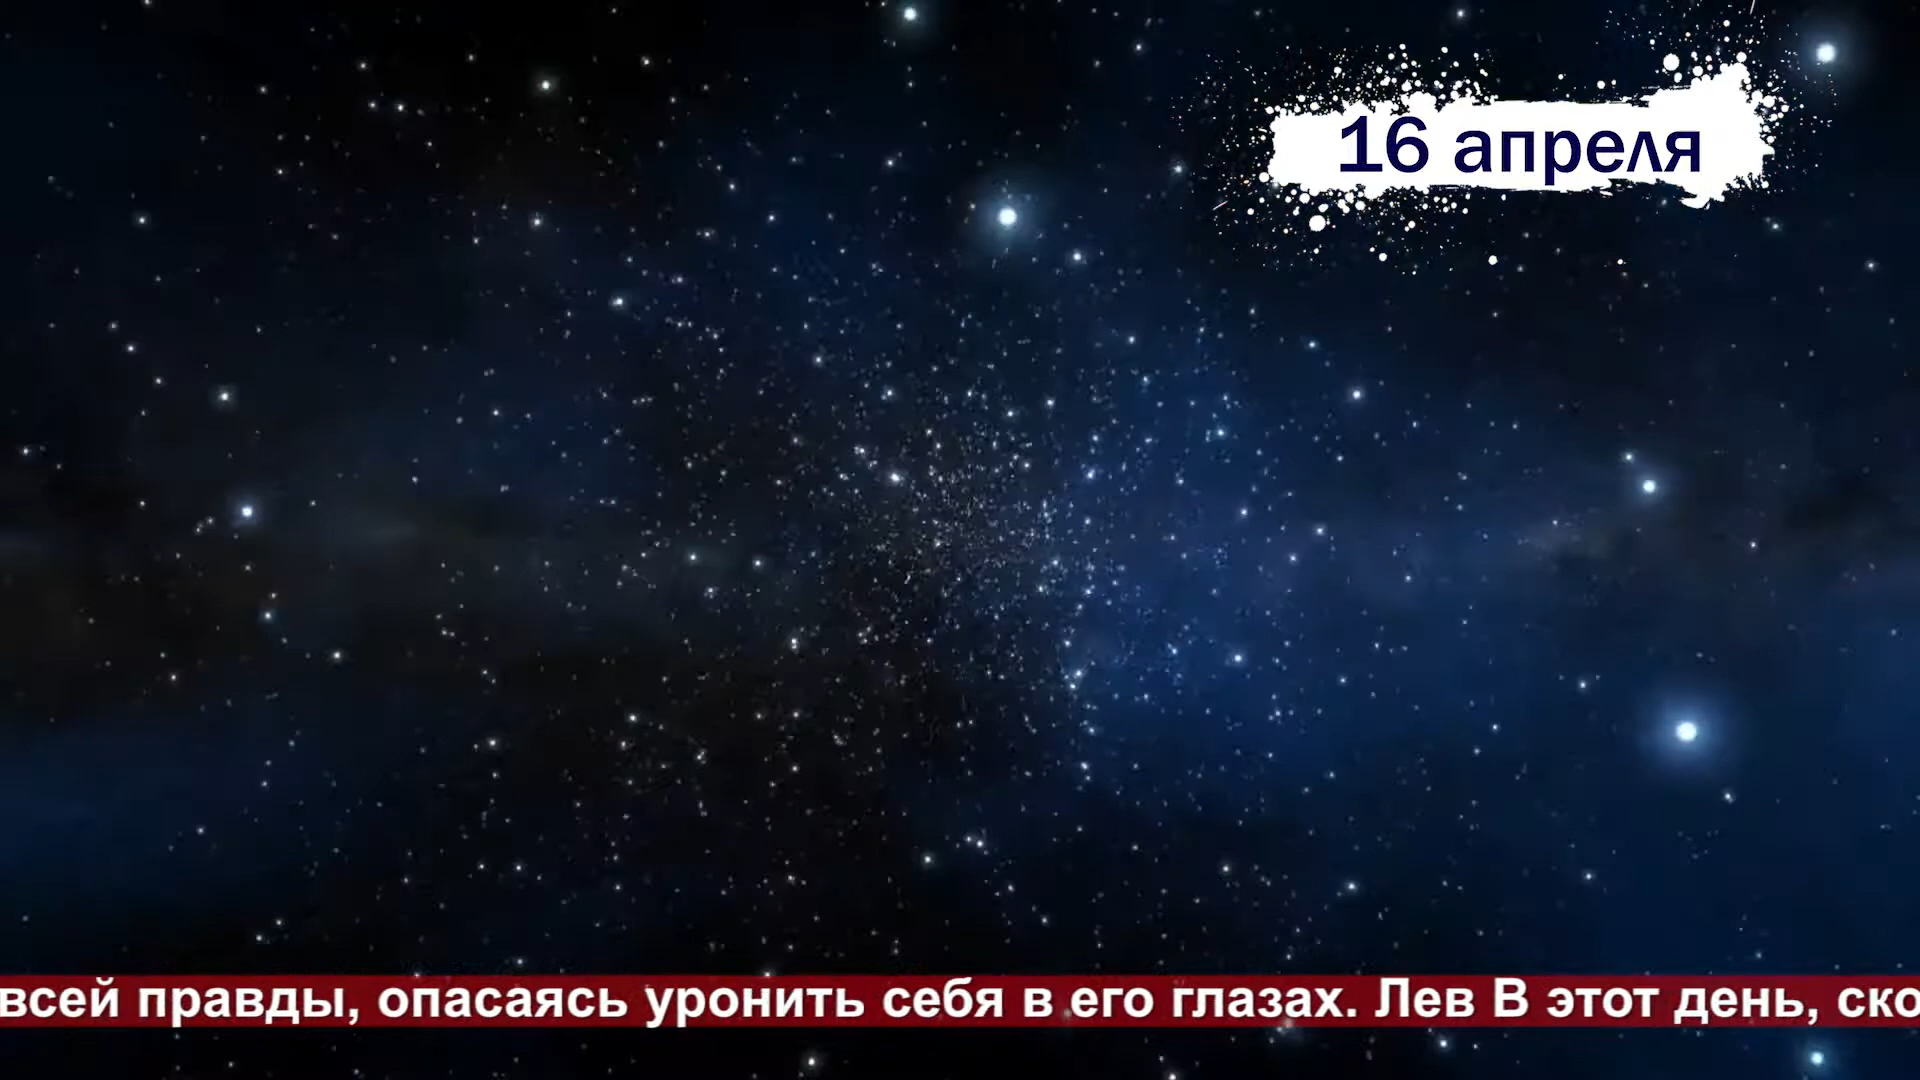 16 апреля
всей правды, опасаясь уронить себя в его глазах. Лев В этот день, ско